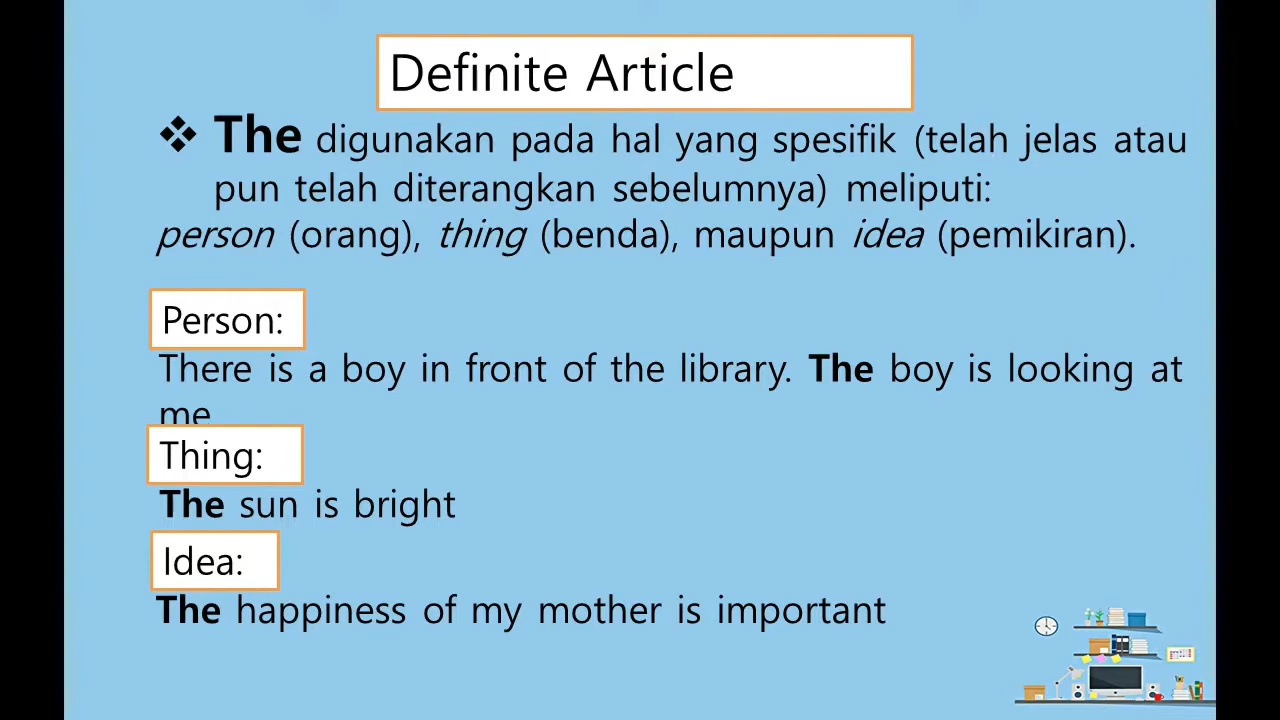 Definite Article
❖ The digunakan pada hal yang spesifik (telah jelas atau
pun telah diterangkan sebelumnya) meliputi:
person (orang), thing (benda), maupun idea (pemikiran).
Person:
There is a boy in front of the library. The boy is looking at
me
Thing:
The sun is bright
Idea:
The happiness of my mother is important